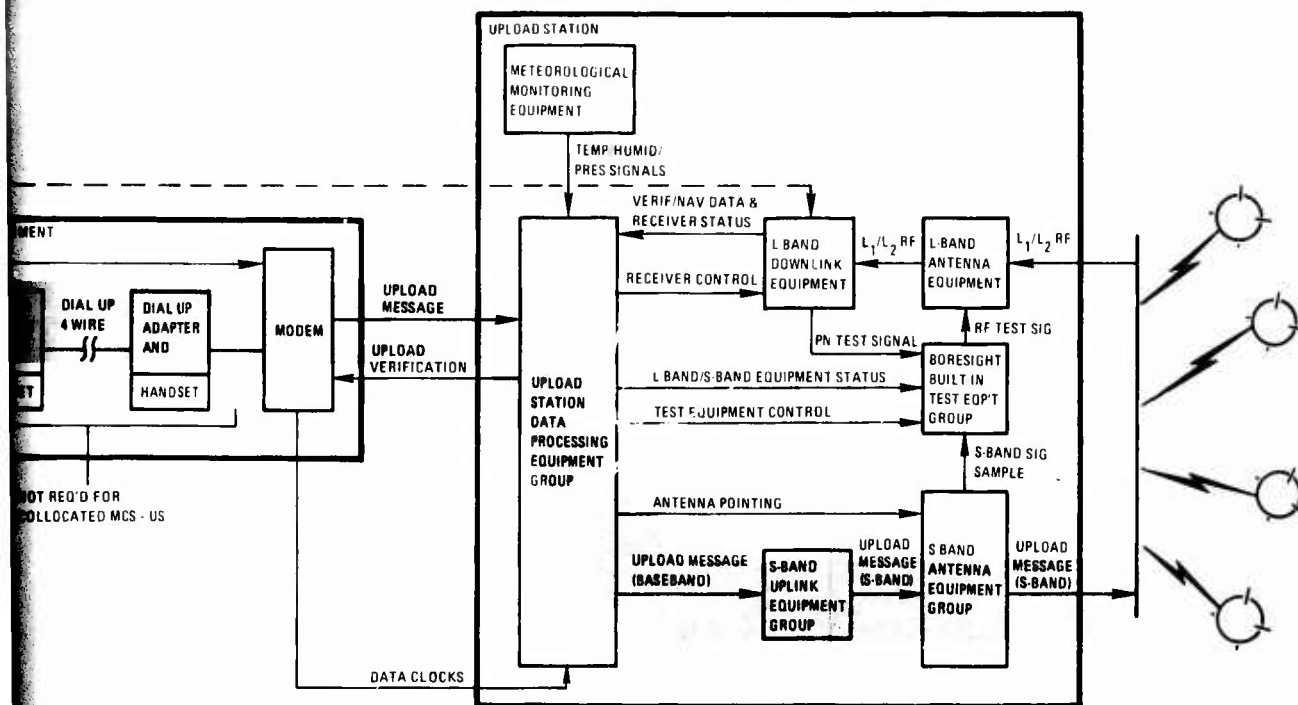 UPLOAD STATION
METEOROLOGICAL
MONITORING
EQUIPMENT
TEMP/HUMID/
PRES SIGNALS
VERIF/NAV DATA &
RECEIVER STATUS
RECEIVER CONTROL
L BAND
DOWN LINK
EQUIPMENT
L1/L2 RF
L-BAND
ANTENNA
EQUIPMENT
L1/L2 RF
MENT
DIAL UP
4 WIRE
DIAL UP
ADAPTER
AND
HANDSET
ET
MODEM
UPLOAD
MESSAGE
UPLOAD
VERIFICATION
UPLOAD
STATION
DATA
PROCESSING
EQUIPMENT
GROUP
PN TEST SIGNAL
RF TEST SIG
L BAND/S-BAND EQUIPMENT STATUS
TEST EQUIPMENT CONTROL
BORESIGHT
BUILT IN
TEST EQP'T
GROUP
S-BAND SIG
SAMPLE
NOT REQ'D FOR
COLLOCATED MCS - US
ANTENNA POINTING
UPLOAD MESSAGE
(BASEBAND)
S-BAND
UPLINK
EQUIPMENT
GROUP
UPLOAD
MESSAGE
(S-BAND)
S BAND
ANTENNA
EQUIPMENT
GROUP
UPLOAD
MESSAGE
(S-BAND)
DATA CLOCKS